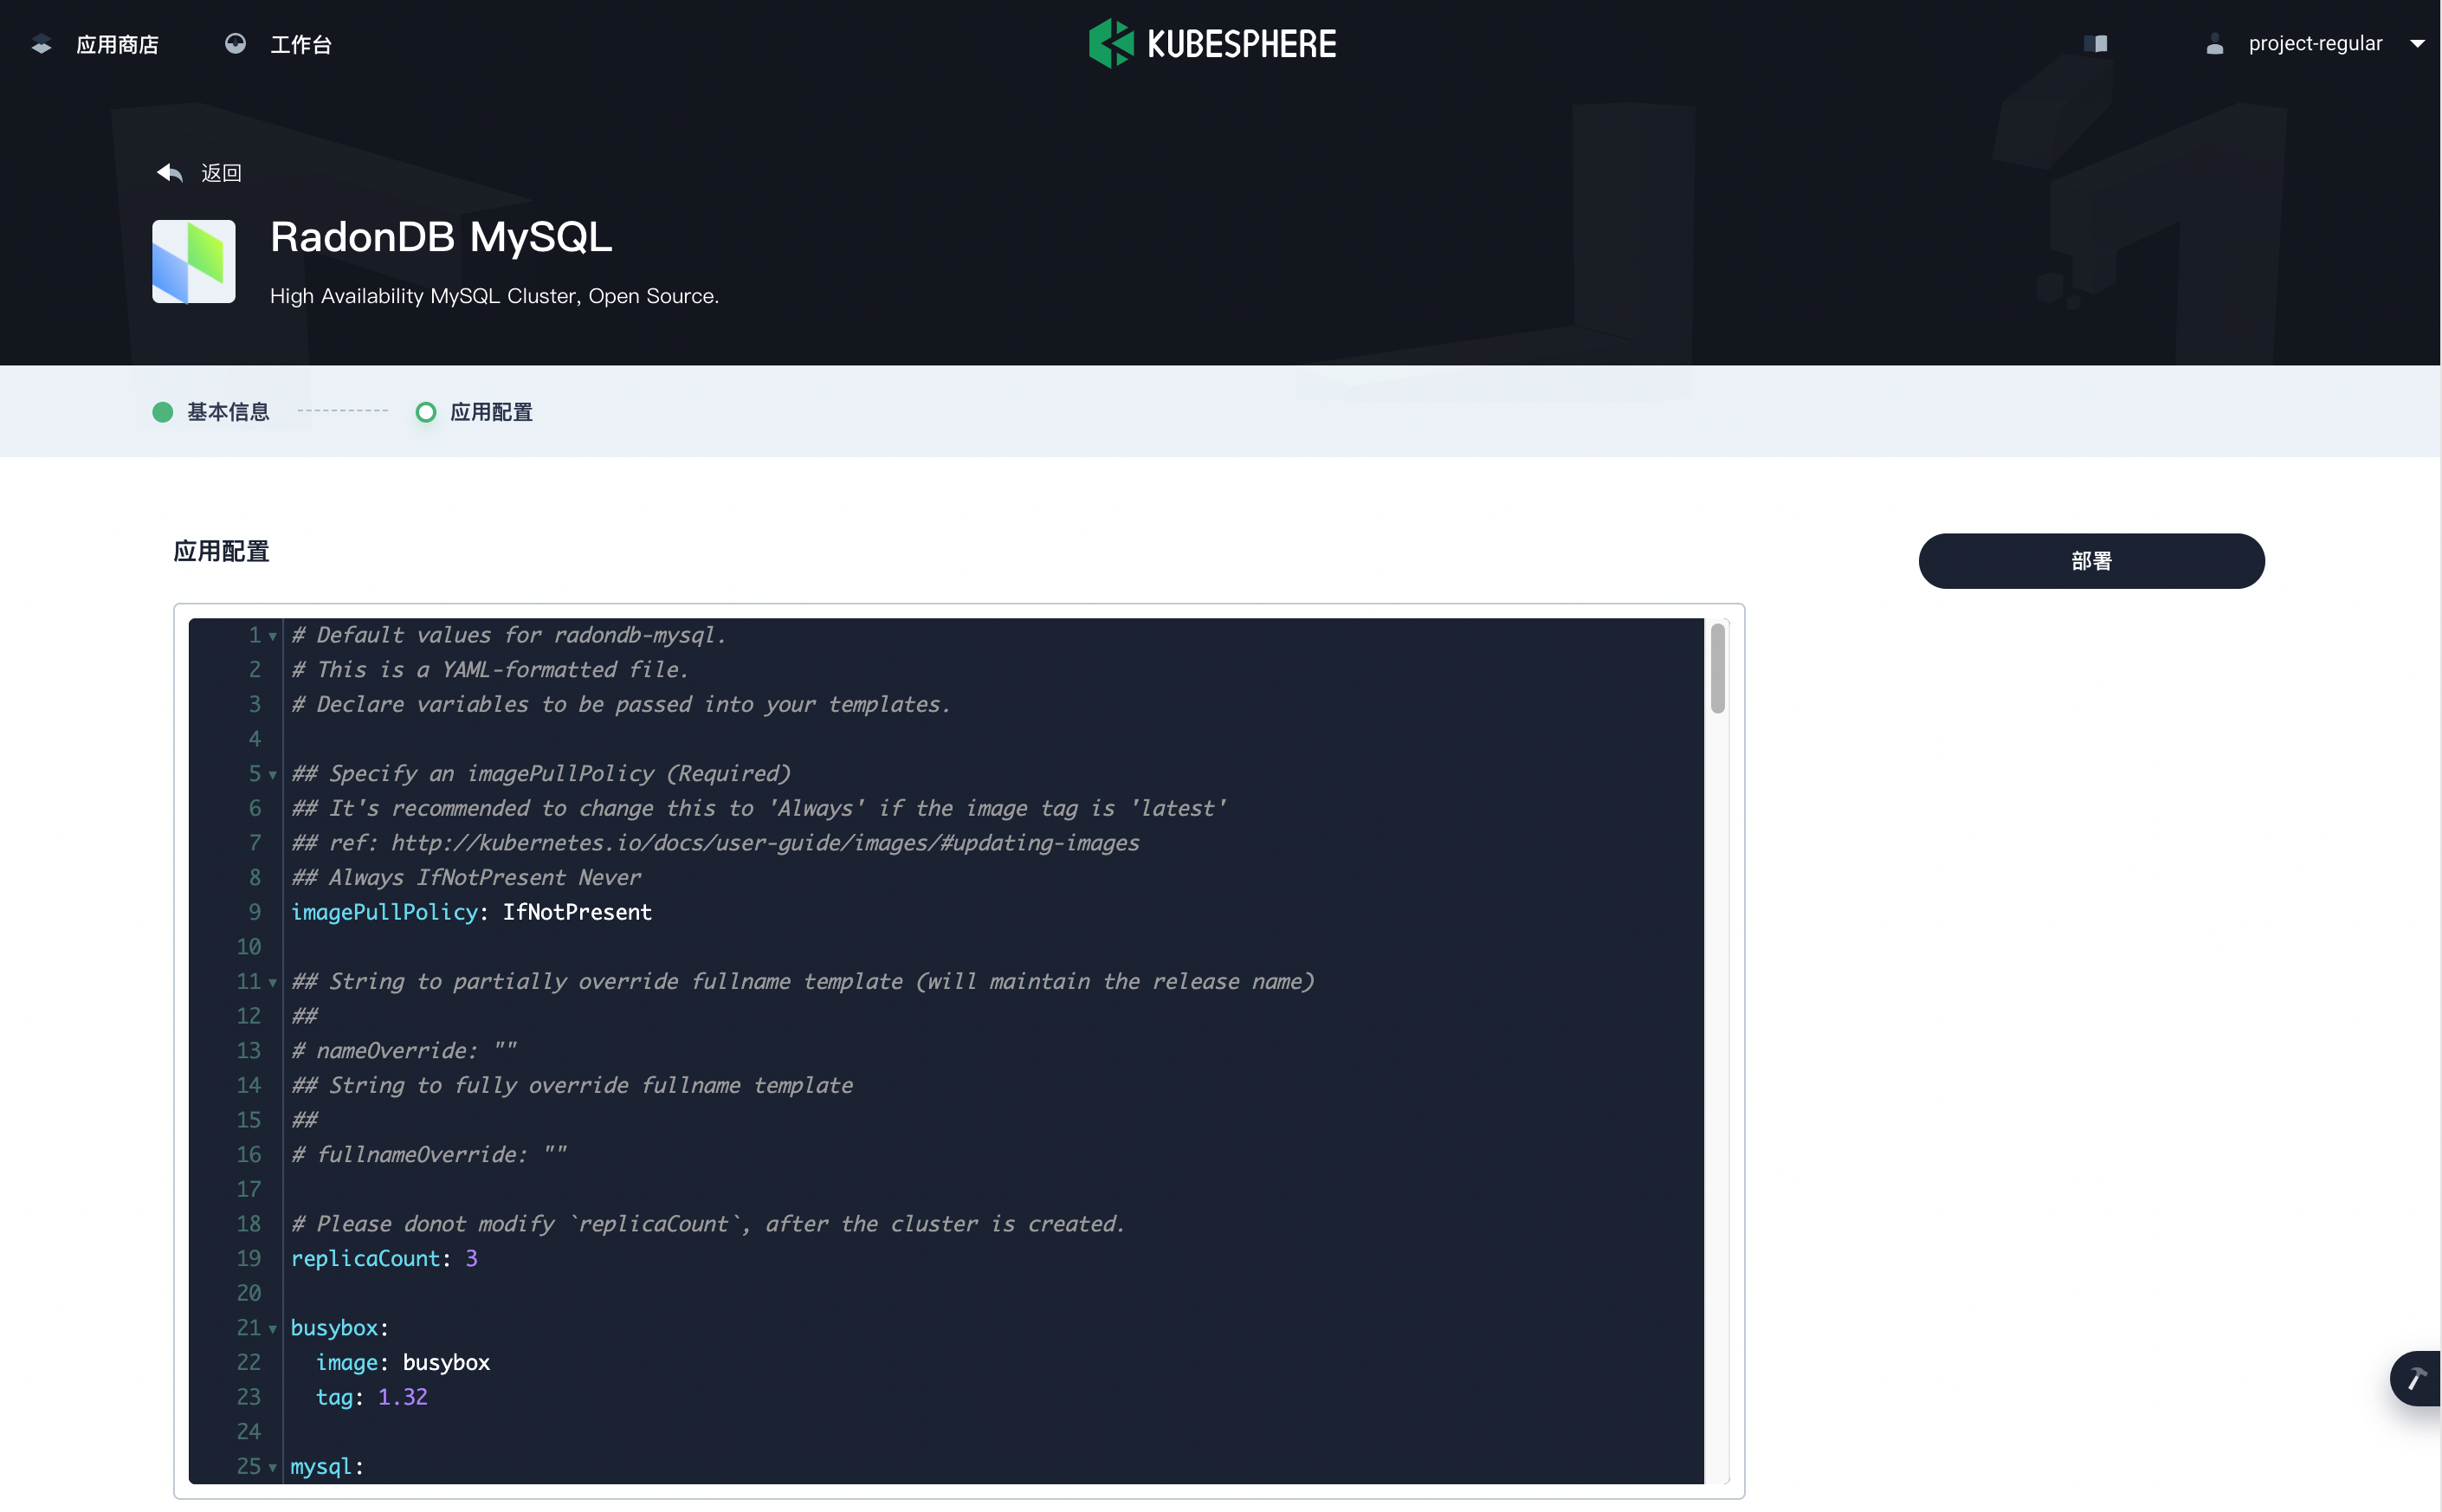 应用商店
工作台
KUBESPHERE
project-regular
返回
RadonDB MySQL
High Availability MySQL Cluster, Open Source.
基本信息
应用配置
应用配置
部署
1 # Default values for radondb-mysql.
2 # This is a YAML-formatted file.
3 # Declare variables to be passed into your templates.
4
5 ## Specify an imagePullPolicy (Required)
6 ## It's recommended to change this to 'Always' if the image tag is 'latest'
7 ## ref: http://kubernetes.io/docs/user-guide/images/#updating-images
8 ## Always IfNotPresent Never
9 imagePullPolicy: IfNotPresent
10
11 ## String to partially override fullname template (will maintain the release name)
12 ##
13 # nameOverride: ""
14 ## String to fully override fullname template
15 ##
16 # fullnameOverride: ""
17
18 # Please donot modify `replicaCount`, after the cluster is created.
19 replicaCount: 3
20
21 busybox:
22 image: busybox
23 tag: 1.32
24
25 mysql: